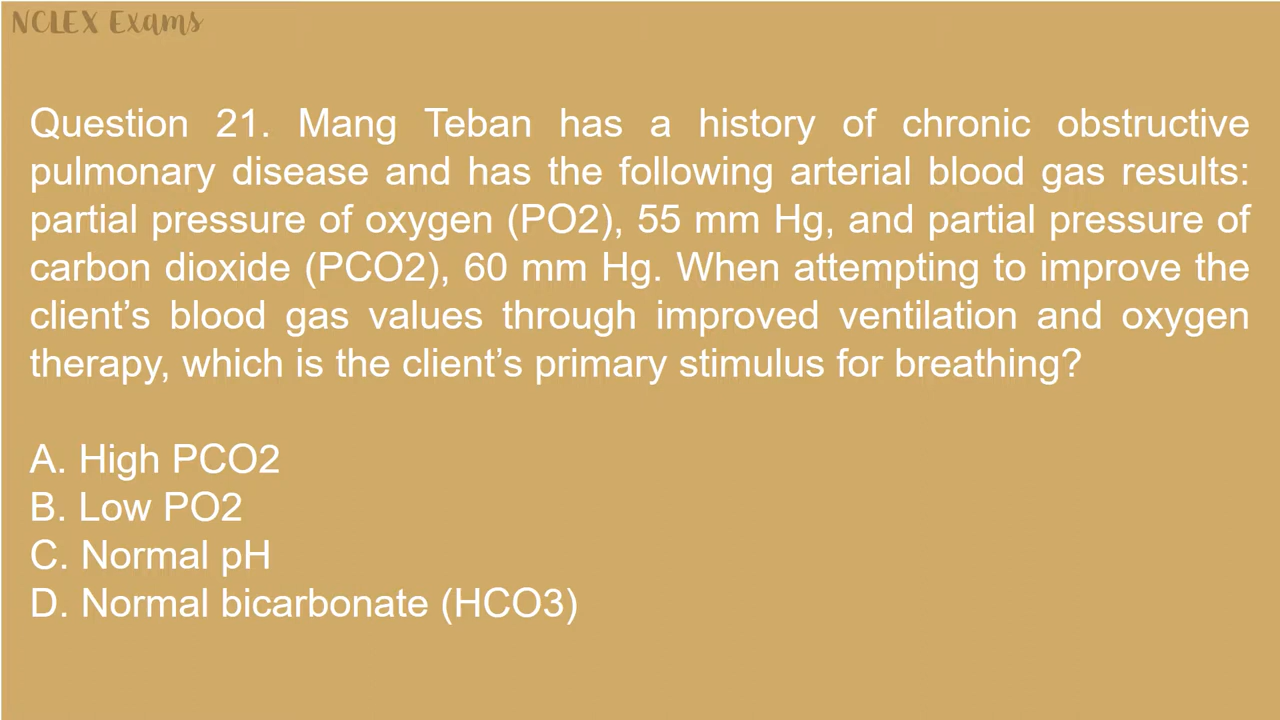 NCLEX Exams
Question 21. Mang Teban has a history of chronic obstructive
pulmonary disease and has the following arterial blood gas results:
partial pressure of oxygen (PO2), 55 mm Hg, and partial pressure of
carbon dioxide (PCO2), 60 mm Hg. When attempting to improve the
client’s blood gas values through improved ventilation and oxygen
therapy, which is the client’s primary stimulus for breathing?
A. High PCO2
B. Low PO2
C. Normal pH
D. Normal bicarbonate (HCO3)